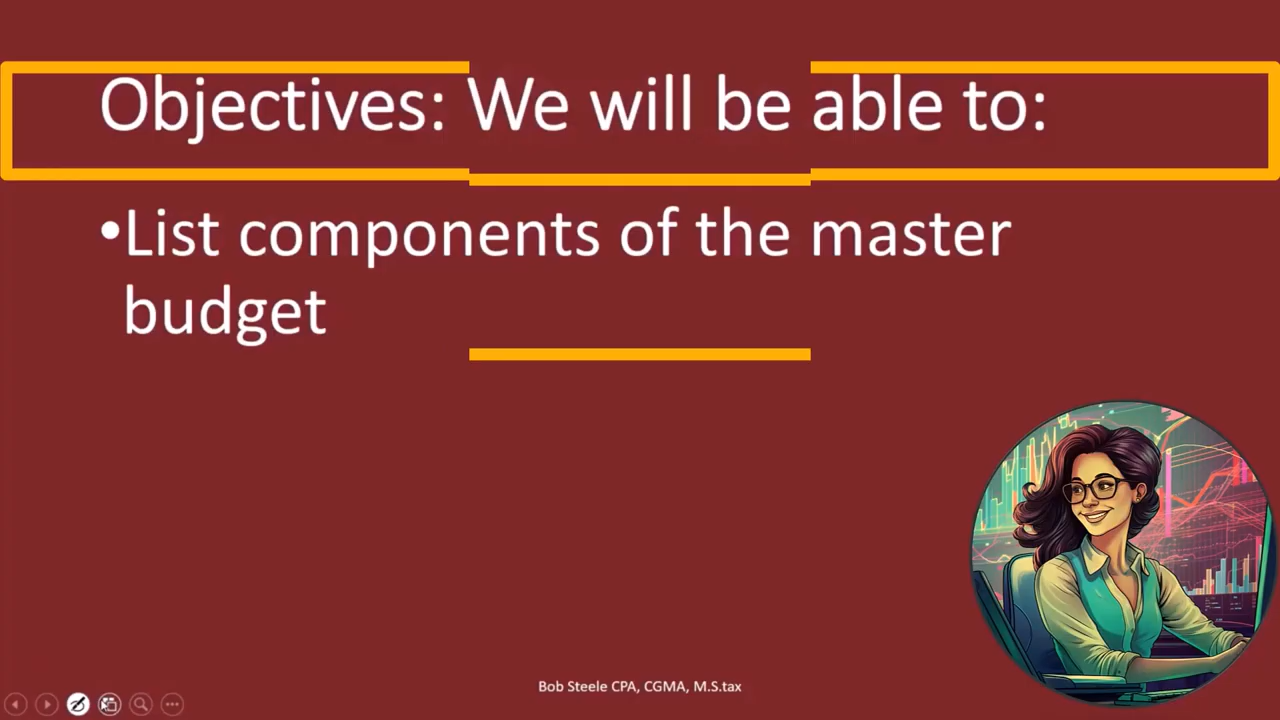 Objectives: We will be able to:
•List components of the master
budget
Bob Steele CPA, CGMA, M.S.tax